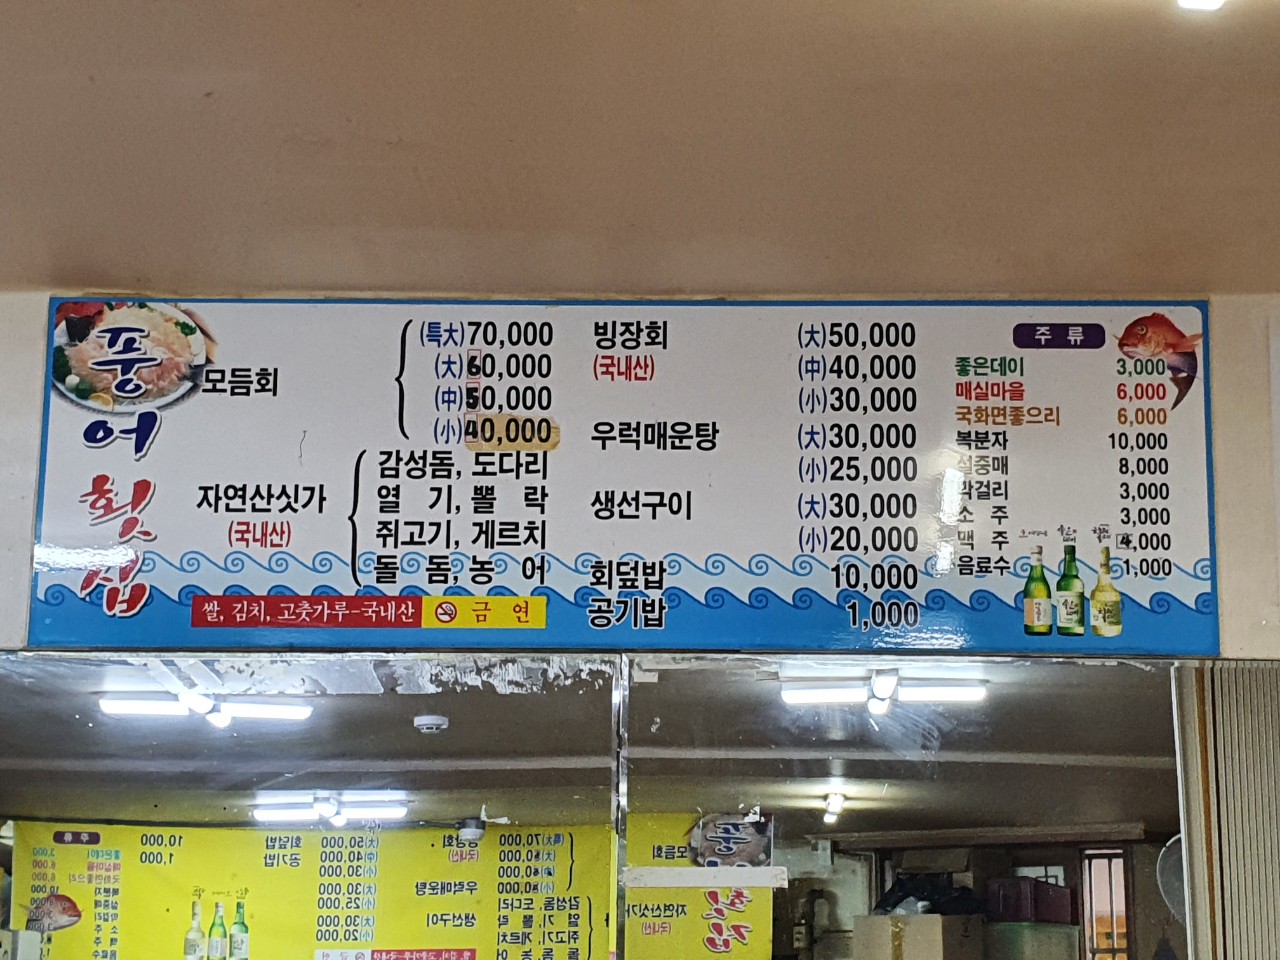 풍어횟집
모듬회
(특大)70,000
(大)60,000
(中)50,000
(小)40,000
자연산싯가
(국내산)
감성돔, 도다리
열 기, 뽈 락
쥐고기, 게르치
돌 돔, 농 어
쌀, 김치, 고춧가루-국내산
금 연
빙장회 (大)50,000
(국내산) (中)40,000
(小)30,000
우럭매운탕 (大)30,000
(小)25,000
생선구이 (大)30,000
(小)20,000
회덮밥 10,000
공기밥 1,000
주 류
좋은데이 3,000
매실마을 6,000
국화면좋으리 6,000
복분자 10,000
설중매 8,000
막걸리 3,000
소 주 3,000
맥 주 4,000
음료수 1,000